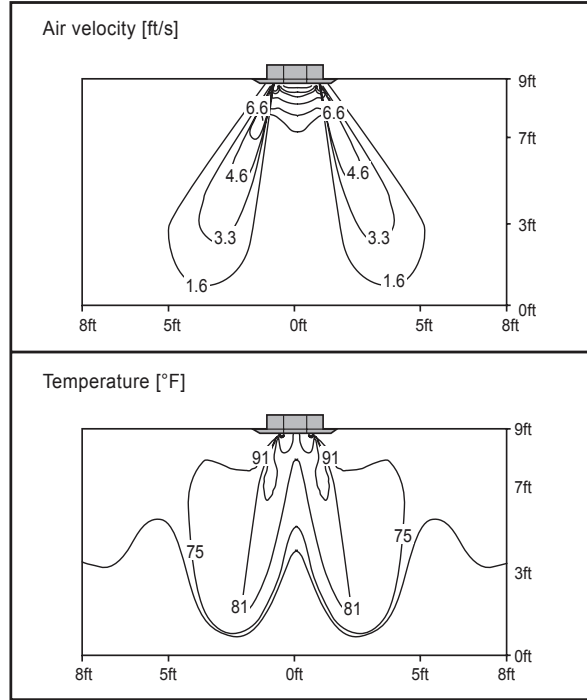 Air velocity [ft/s]
9ft
6.6 6.6
7ft
4.6 4.6
3ft
3.3 3.3
1.6 1.6
0ft
8ft 5ft 0ft 5ft 8ft
Temperature [°F]
9ft
91 91
7ft
75 75
3ft
81 81
0ft
8ft 5ft 0ft 5ft 8ft